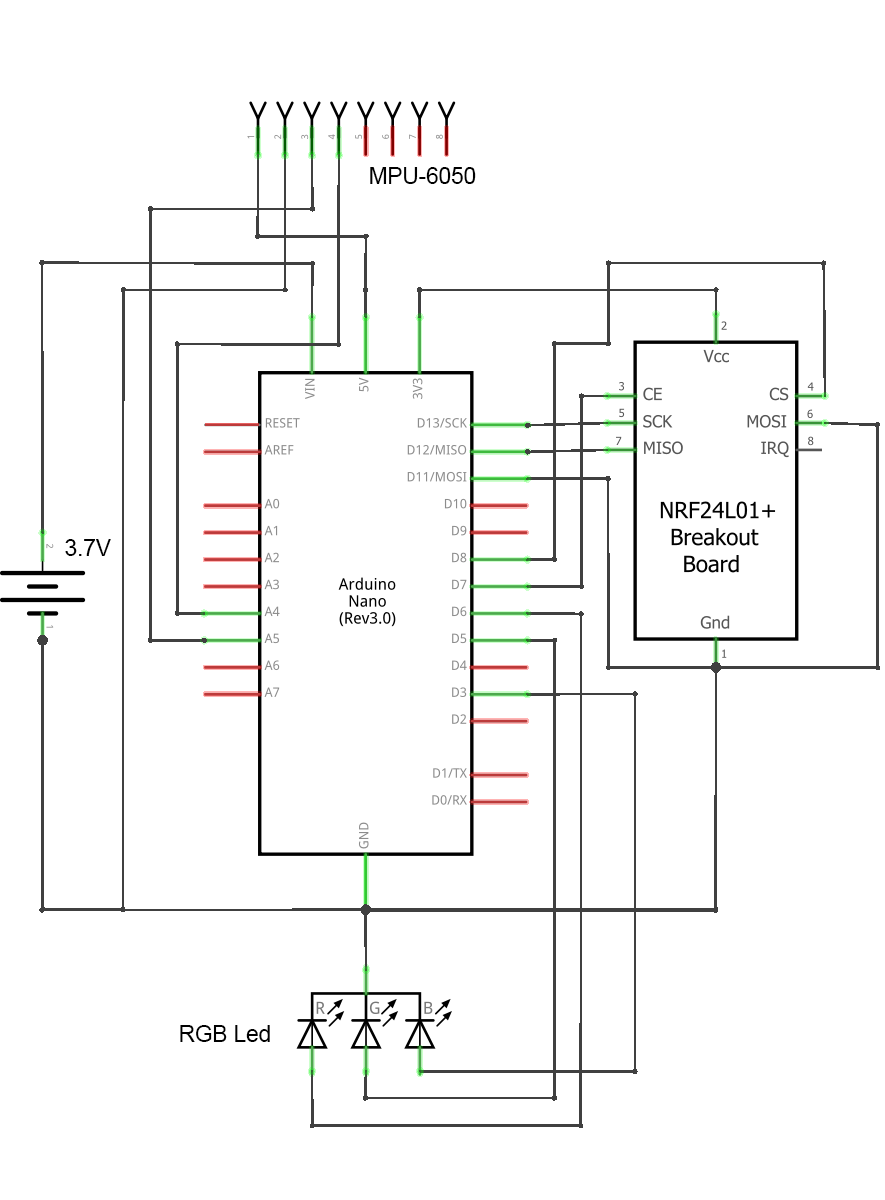 1 2 3 4 5 6 7 8
MPU-6050
VIN 5V 3V3
2
Vcc
RESET
AREF
A0
A1
A2
A3
A4
A5
A6
A7
D13/SCK
D12/MISO
D11/MOSI
D10
D9
D8
D7
D6
D5
D4
D3
D2
D1/TX
D0/RX
Arduino
Nano
(Rev3.0)
GND
3 CE
5 SCK
7 MISO
CS 4
MOSI 6
IRQ 8
NRF24L01+
Breakout
Board
Gnd
1
2
3.7V
1
R G B
RGB Led